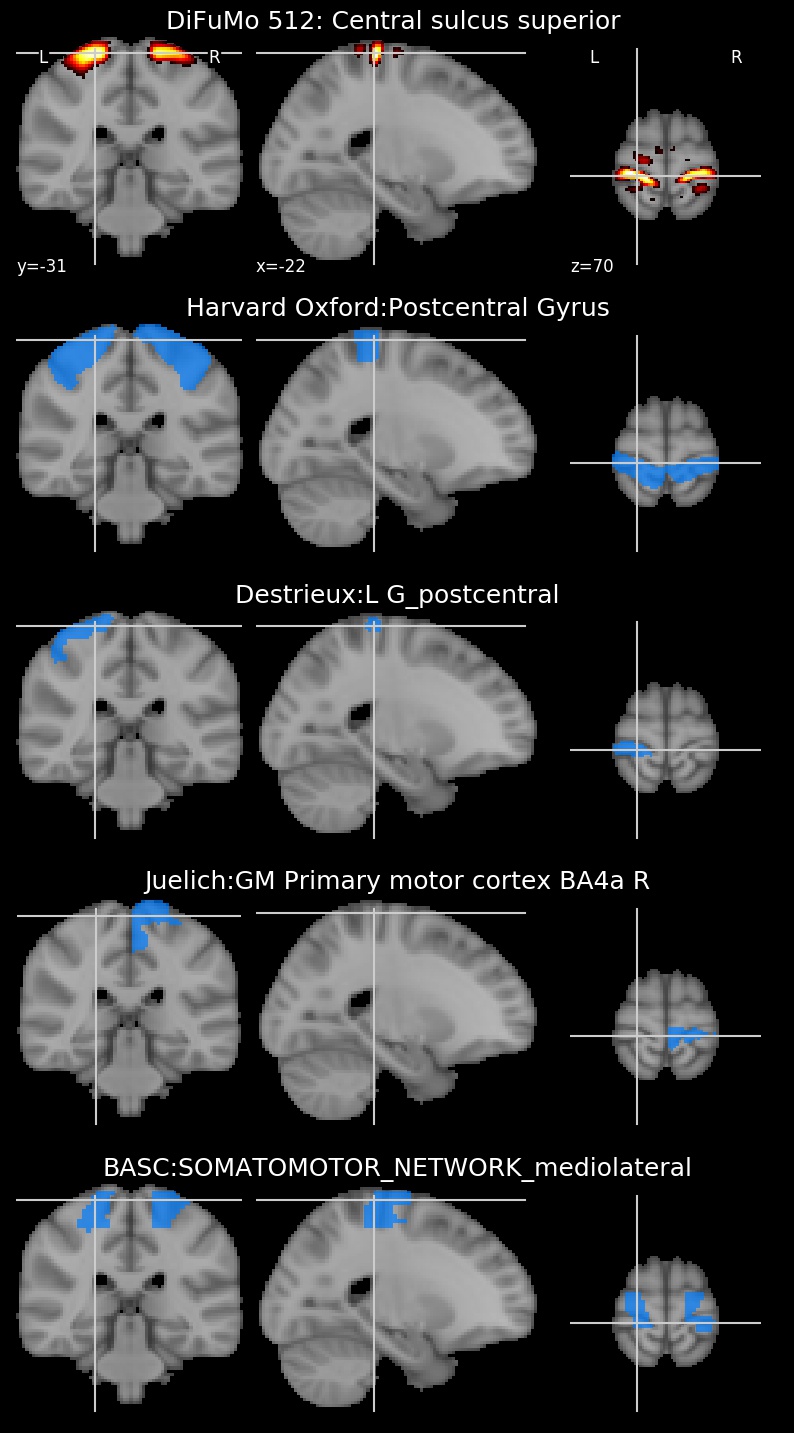 DiFuMo 512: Central sulcus superior
L R L R
y=-31 x=-22 z=70
Harvard Oxford:Postcentral Gyrus
Destrieux:L G_postcentral
Juelich:GM Primary motor cortex BA4a R
BASC:SOMATOMOTOR_NETWORK_mediolateral